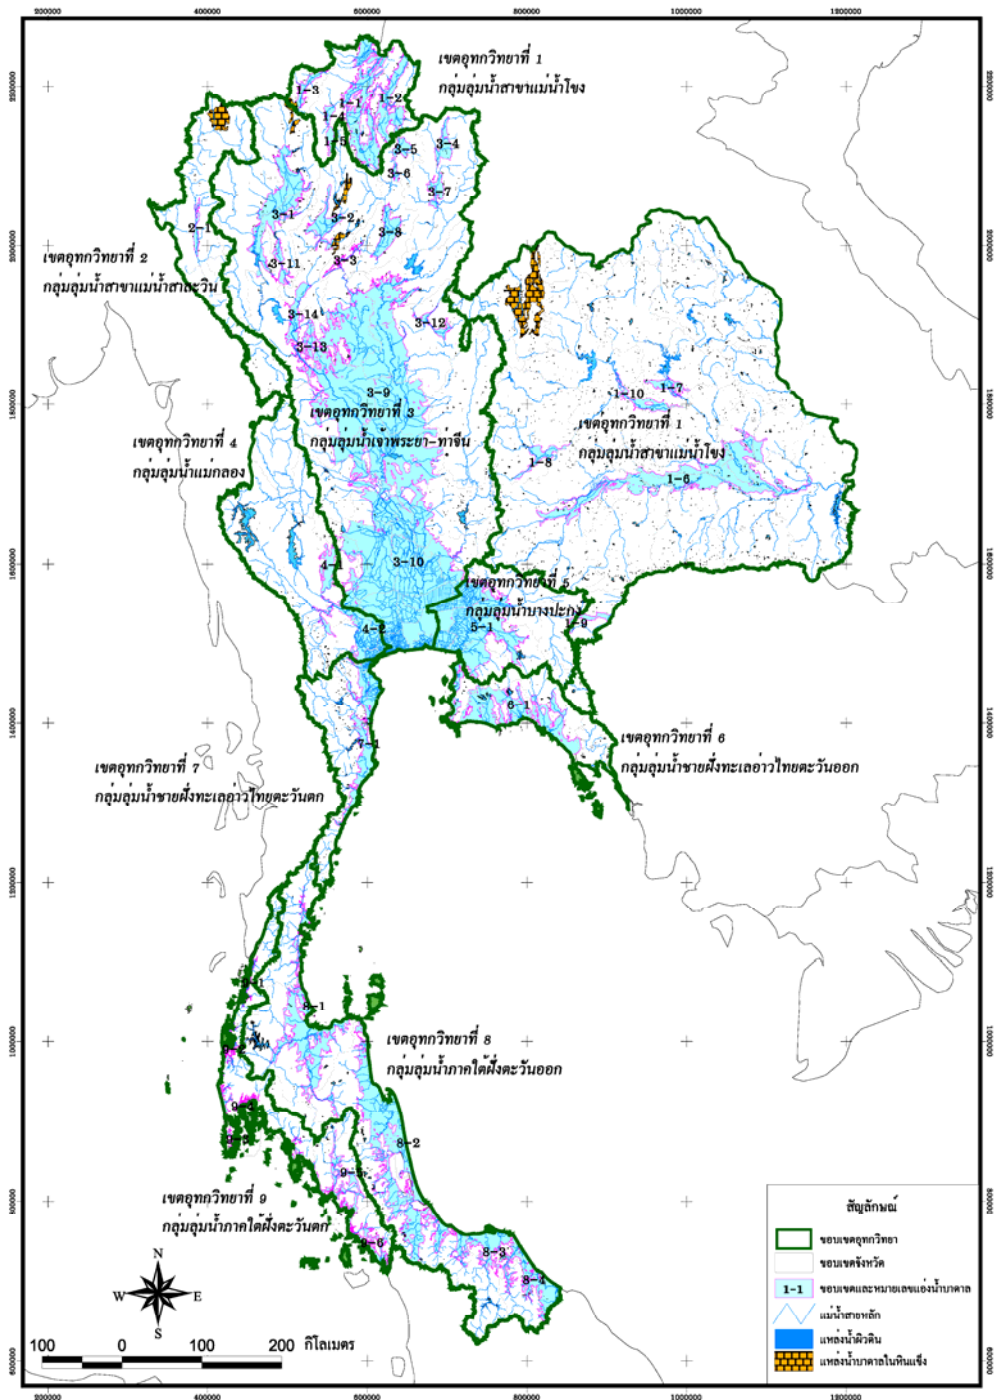 200000 400000 600000 800000 1000000 1200000
เขตอุทกวิทยาที่ 1
กลุ่มลุ่มน้ำสาขาแม่น้ำโขง
1-3
1-1
1-2
1-4
1-5
3-5
3-4
3-6
3-7
2-1
3-1
3-2
3-8
3-3
3-11
เขตอุทกวิทยาที่ 2
กลุ่มลุ่มน้ำสาขาแม่น้ำสาละวิน
3-14
3-12
3-13
3-9
1-10
1-7
เขตอุทกวิทยาที่ 3
กลุ่มลุ่มน้ำเจ้าพระยา-ท่าจีน
เขตอุทกวิทยาที่ 1
กลุ่มลุ่มน้ำสาขาแม่น้ำโขง
เขตอุทกวิทยาที่ 4
กลุ่มลุ่มน้ำแม่กลอง
1-8
1-6
3-10
4-1
เขตอุทกวิทยาที่ 5
กลุ่มลุ่มน้ำบางปะกง
4-2
5-1
1-9
6-1
7-1
เขตอุทกวิทยาที่ 6
กลุ่มลุ่มน้ำชายฝั่งทะเลอ่าวไทยตะวันออก
เขตอุทกวิทยาที่ 7
กลุ่มลุ่มน้ำชายฝั่งทะเลอ่าวไทยตะวันตก
9-1
8-1
9-2
เขตอุทกวิทยาที่ 8
กลุ่มลุ่มน้ำภาคใต้ฝั่งตะวันออก
9-4
9-3
8-2
9-5
เขตอุทกวิทยาที่ 9
กลุ่มลุ่มน้ำภาคใต้ฝั่งตะวันตก
9-6
8-3
8-4
N
W E
S
100 0 100 200 กิโลเมตร
สัญลักษณ์
ขอบเขตอุทกวิทยา
ขอบเขตจังหวัด
1-1 ขอบเขตและหมายเลขแอ่งน้ำบาดาล
แม่น้ำสายหลัก
แหล่งน้ำผิวดิน
แหล่งน้ำบาดาลในหินแข็ง
200000 400000 600000 800000 1000000 1200000